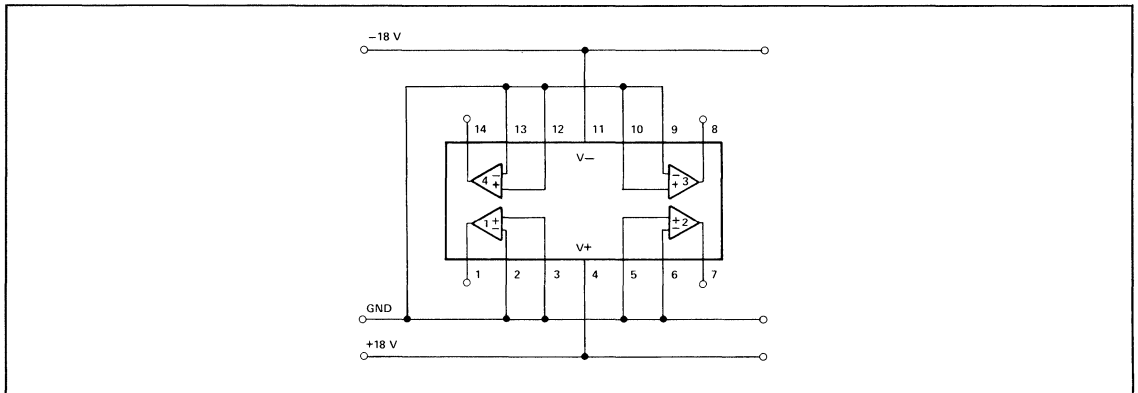 −18 V
14 13 12 11 10 9 8
V−
4 − +
− + 3
1 + −
+ − 2
V+
1 2 3 4 5 6 7
GND
+18 V